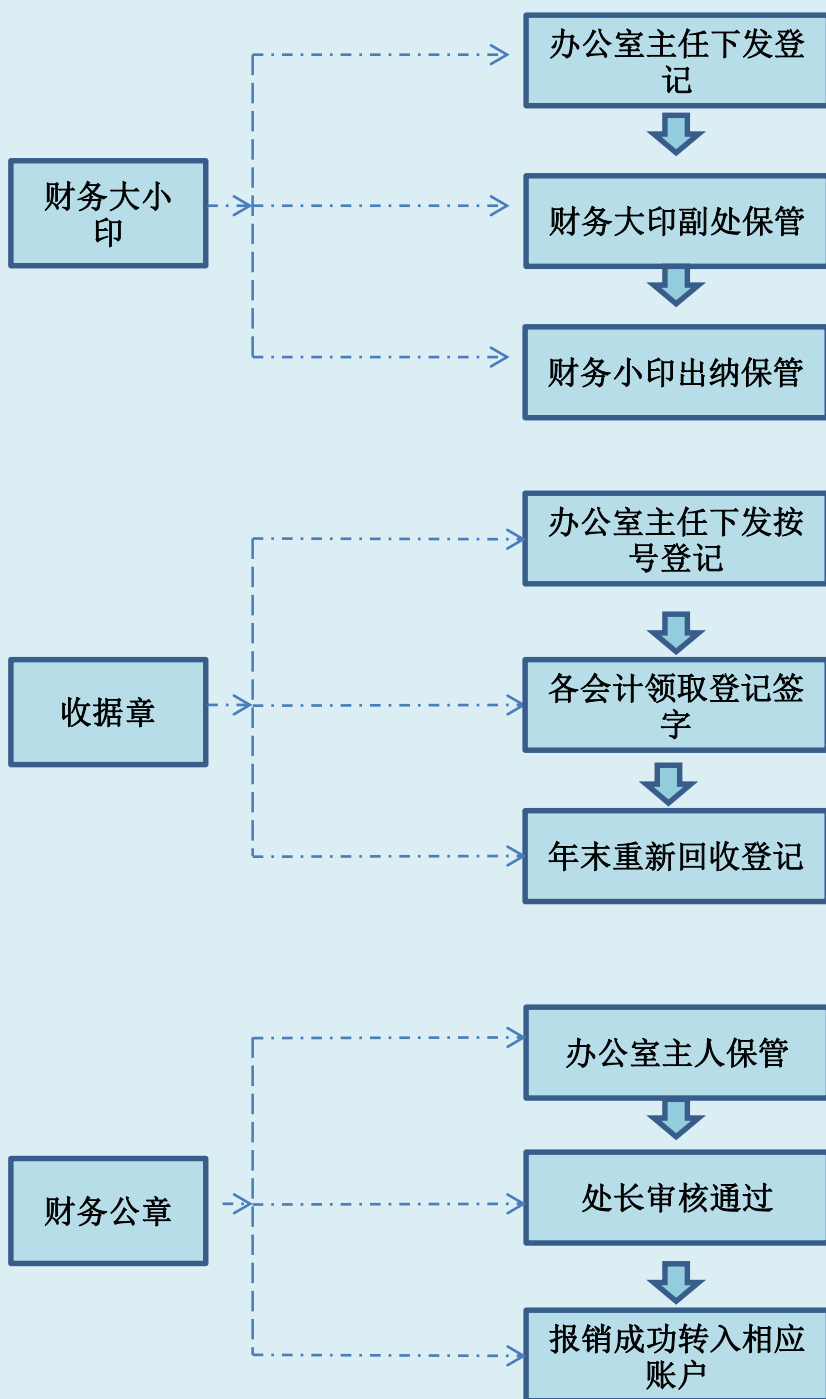 办公室主任下发登
记
财务大小
印
财务大印副处保管
财务小印出纳保管
办公室主任下发按
号登记
收据章
各会计领取登记签
字
年末重新回收登记
办公室主人保管
财务公章
处长审核通过
报销成功转入相应
账户